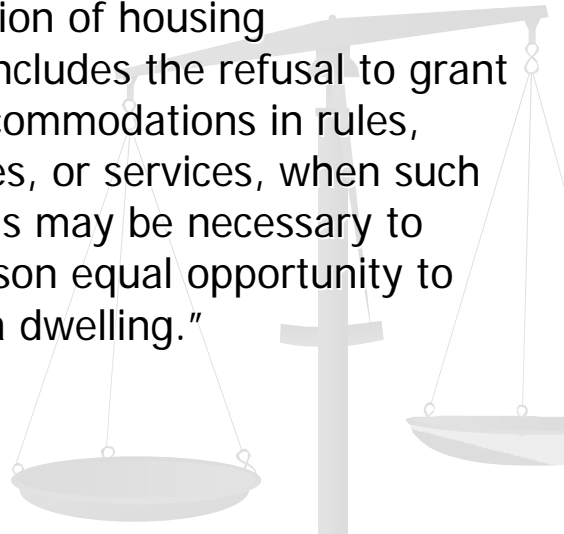 ion of housing
ncludes the refusal to grant
commodations in rules,
es, or services, when such
s may be necessary to
son equal opportunity to
a dwelling.”